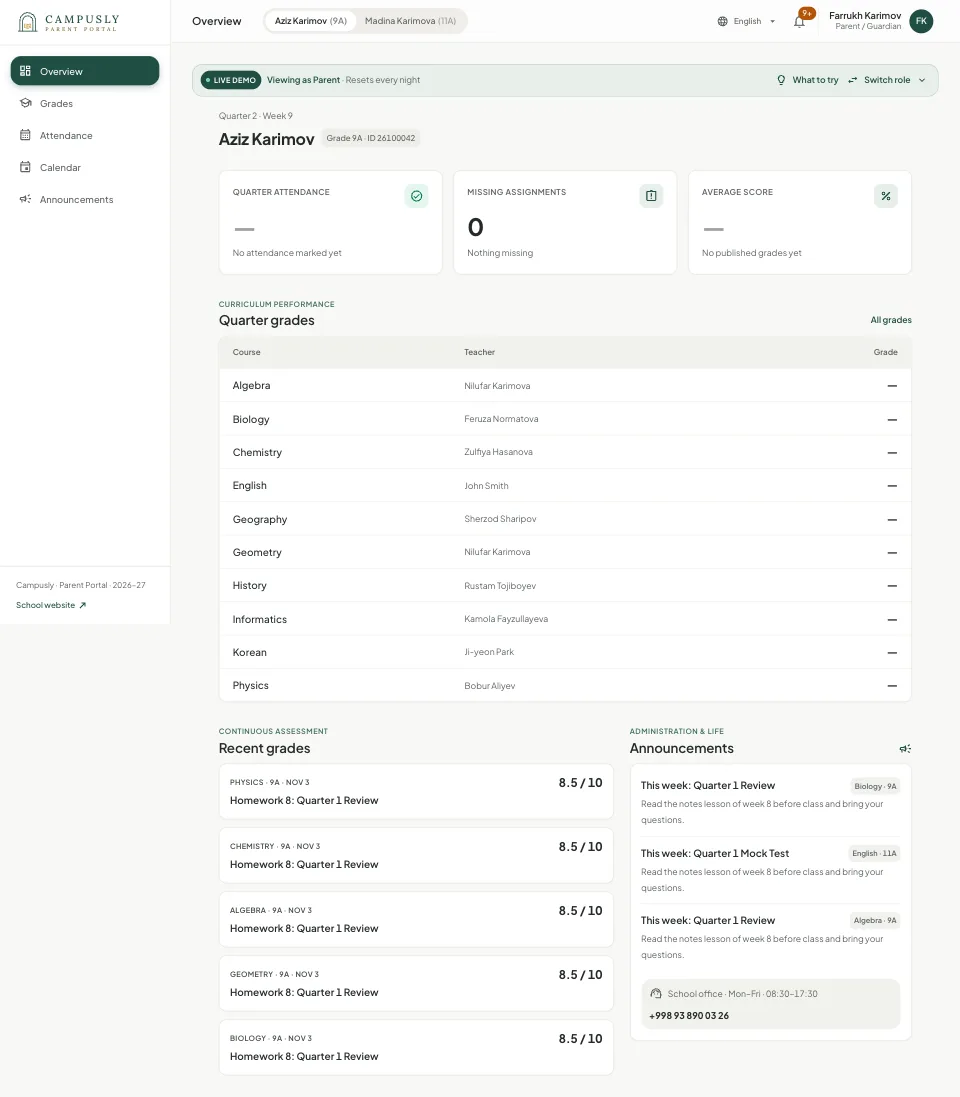 CAMPUSLY
PARENT PORTAL
Overview
Grades
Attendance
Calendar
Announcements
Campusly · Parent Portal · 2026–27
School website
Overview
Aziz Karimov (9A)
Madina Karimova (11A)
English
9+
Farrukh Karimov
Parent / Guardian
FK
LIVE DEMO
Viewing as Parent · Resets every night
What to try
Switch role
Quarter 2 · Week 9
Aziz Karimov
Grade 9A · ID 26100042
QUARTER ATTENDANCE
—
No attendance marked yet
MISSING ASSIGNMENTS
0
Nothing missing
AVERAGE SCORE
—
No published grades yet
CURRICULUM PERFORMANCE
Quarter grades
All grades
Course Teacher Grade
Algebra Nilufar Karimova —
Biology Feruza Normatova —
Chemistry Zulfiya Hasanova —
English John Smith —
Geography Sherzod Sharipov —
Geometry Nilufar Karimova —
History Rustam Tojiboyev —
Informatics Kamola Fayzullayeva —
Korean Ji-yeon Park —
Physics Bobur Aliyev —
CONTINUOUS ASSESSMENT
Recent grades
PHYSICS · 9A · NOV 3
8.5 / 10
Homework 8: Quarter 1 Review
CHEMISTRY · 9A · NOV 3
8.5 / 10
Homework 8: Quarter 1 Review
ALGEBRA · 9A · NOV 3
8.5 / 10
Homework 8: Quarter 1 Review
GEOMETRY · 9A · NOV 3
8.5 / 10
Homework 8: Quarter 1 Review
BIOLOGY · 9A · NOV 3
8.5 / 10
Homework 8: Quarter 1 Review
ADMINISTRATION & LIFE
Announcements
This week: Quarter 1 Review
Biology · 9A
Read the notes lesson of week 8 before class and bring your
questions.
This week: Quarter 1 Mock Test
English · 11A
Read the notes lesson of week 8 before class and bring your
questions.
This week: Quarter 1 Review
Algebra · 9A
Read the notes lesson of week 8 before class and bring your
questions.
School office · Mon–Fri · 08:30–17:30
+998 93 890 03 26